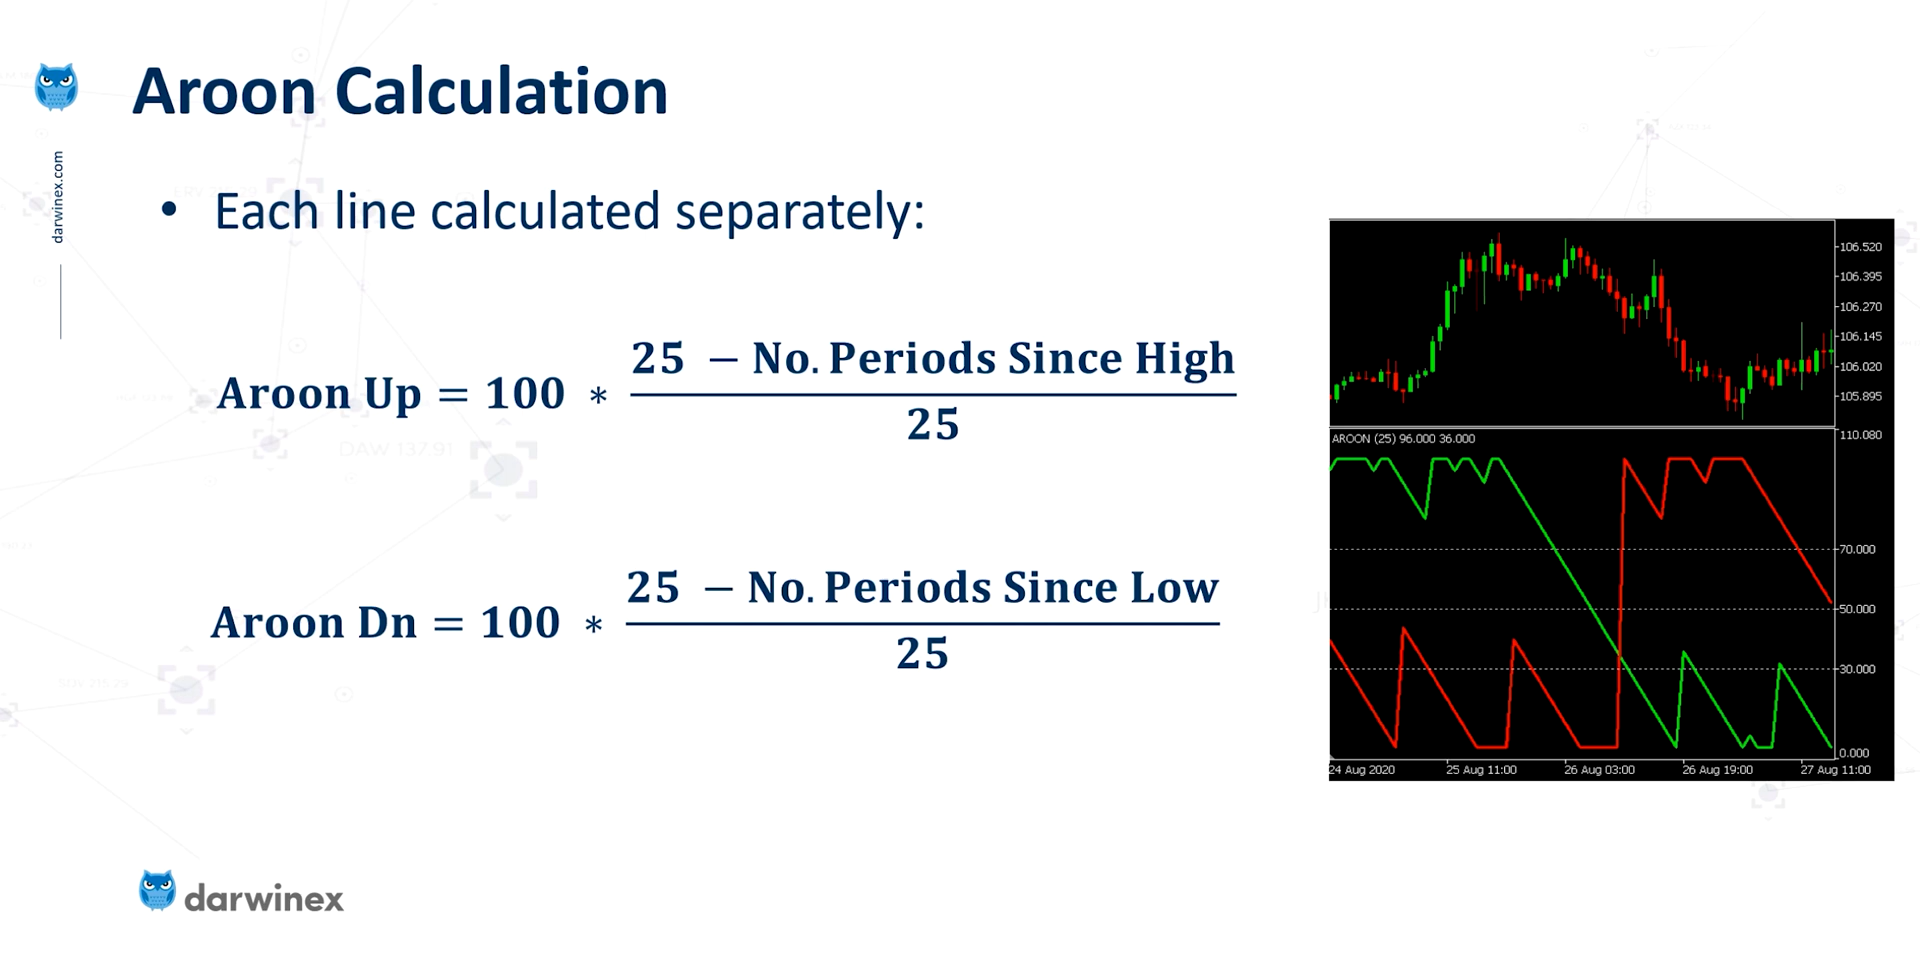 Aroon Calculation
darwinex.com
• Each line calculated separately:
Aroon Up = 100 * (25 − No. Periods Since High) / 25
Aroon Dn = 100 * (25 − No. Periods Since Low) / 25
106.520
106.395
106.270
106.145
106.020
105.895
AROON (25) 96.000 36.000
110.080
70.000
50.000
30.000
0.000
24 Aug 2020 25 Aug 11:00 26 Aug 03:00 26 Aug 19:00 27 Aug 11:00
DAW 137.91
darwinex